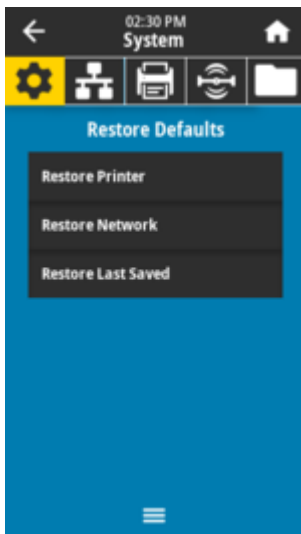 02:30 PM
System
Restore Defaults
Restore Printer
Restore Network
Restore Last Saved